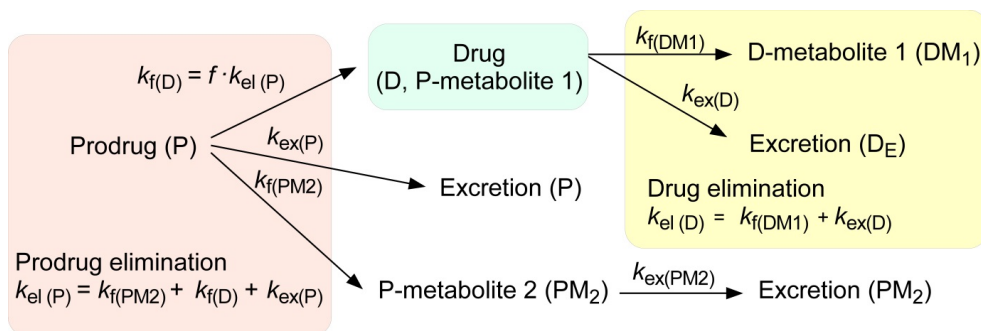 Drug
(D, P-metabolite 1)
k_f(DM1)
D-metabolite 1 (DM₁)
k_f(D) = f · k_el (P)
k_ex(D)
Prodrug (P)
k_ex(P)
Excretion (D_E)
k_f(PM2)
Excretion (P)
Drug elimination
k_el (D) = k_f(DM1) + k_ex(D)
Prodrug elimination
k_el (P) = k_f(PM2) + k_f(D) + k_ex(P)
P-metabolite 2 (PM₂)
k_ex(PM2)
Excretion (PM₂)